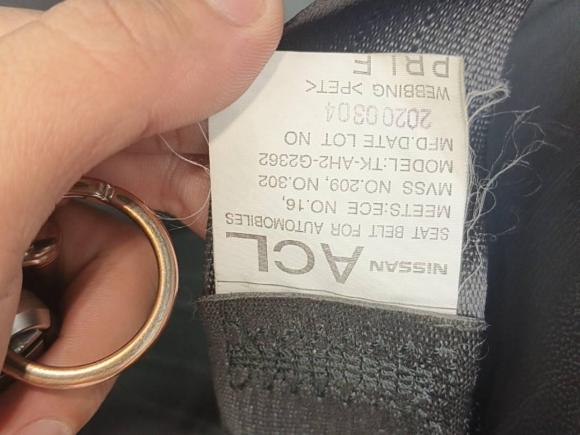 NISSAN ACL
SEAT BELT FOR AUTOMOBILES
MEETS:ECE NO.16,
MVSS NO.209, NO.302
MODEL:TK-AH2-G2362
MFD.DATE LOT NO
20200304
WEBBING >PET<